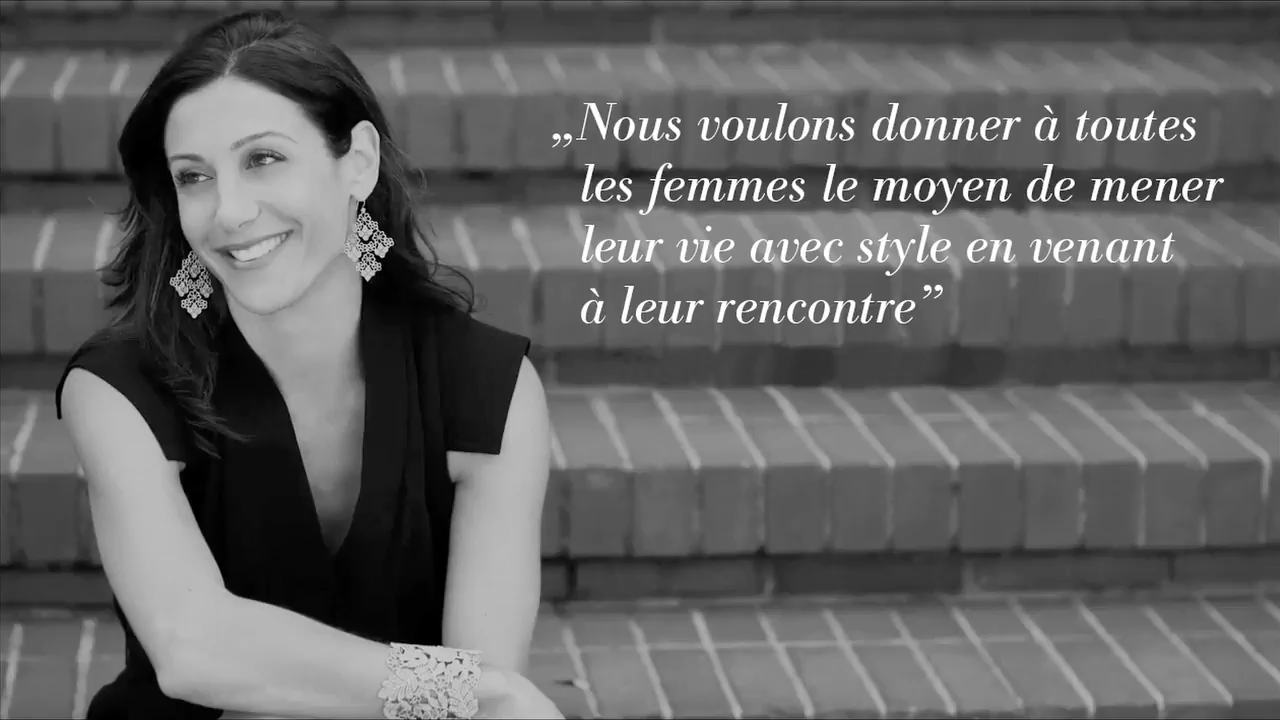 „Nous voulons donner à toutes
les femmes le moyen de mener
leur vie avec style en venant
à leur rencontre”